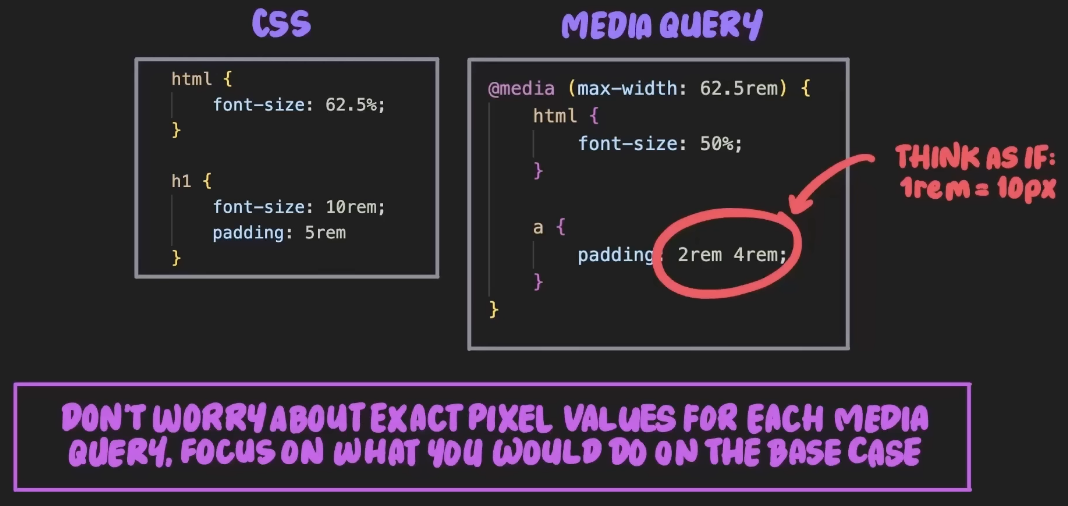 CSS
html {
font-size: 62.5%;
}
h1 {
font-size: 10rem;
padding: 5rem
}
MEDIA QUERY
@media (max-width: 62.5rem) {
html {
font-size: 50%;
}
a {
padding: 2rem 4rem;
}
}
THINK AS IF:
1rem = 10px
DON'T WORRY ABOUT EXACT PIXEL VALUES FOR EACH MEDIA
QUERY. FOCUS ON WHAT YOU WOULD DO ON THE BASE CASE